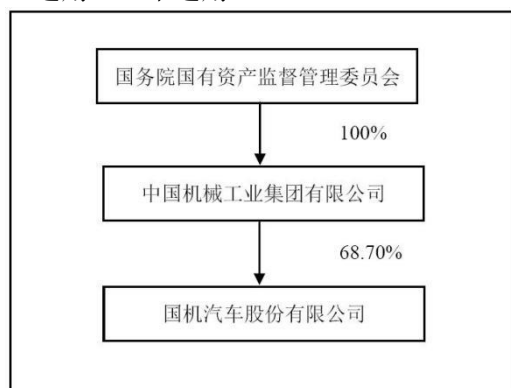 国务院国有资产监督管理委员会
100%
中国机械工业集团有限公司
68.70%
国机汽车股份有限公司